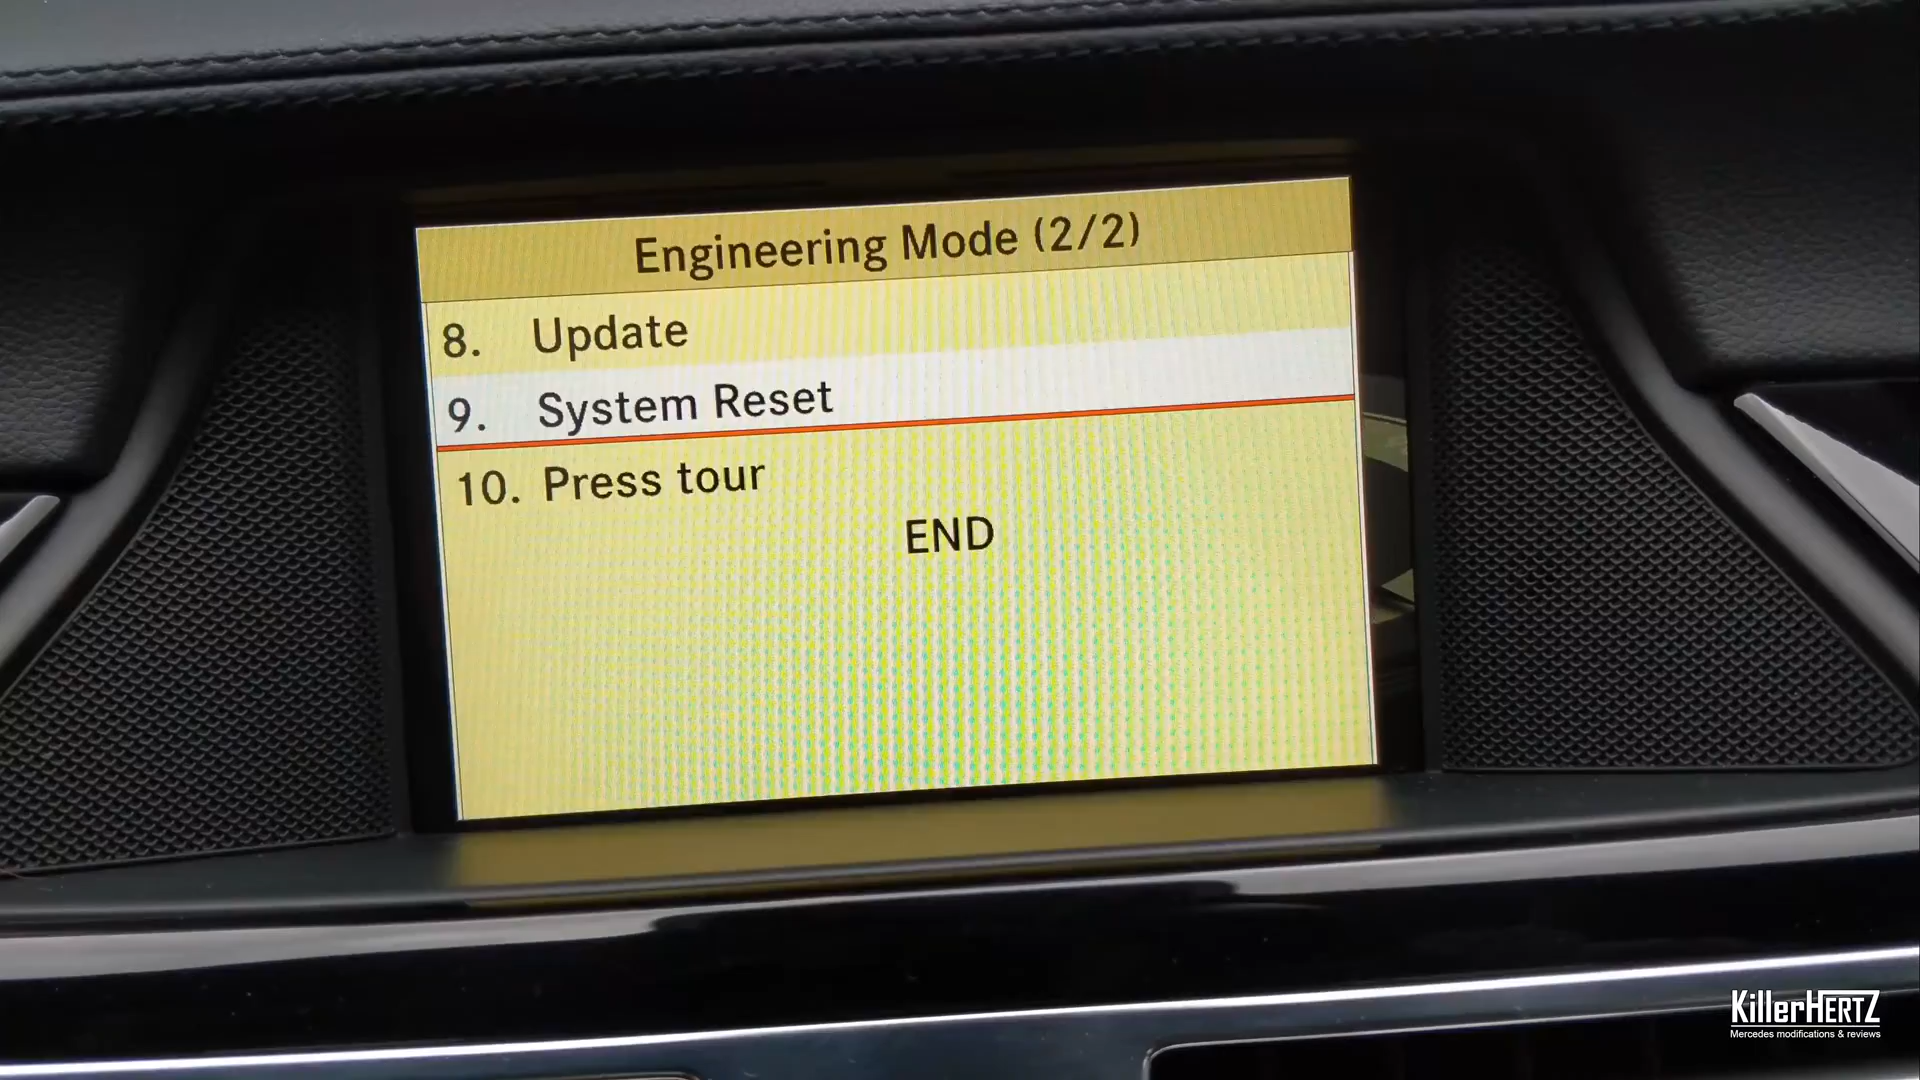 Engineering Mode (2/2)
8. Update
9. System Reset
10. Press tour
END
KillerHERTZ
Mercedes modifications & reviews